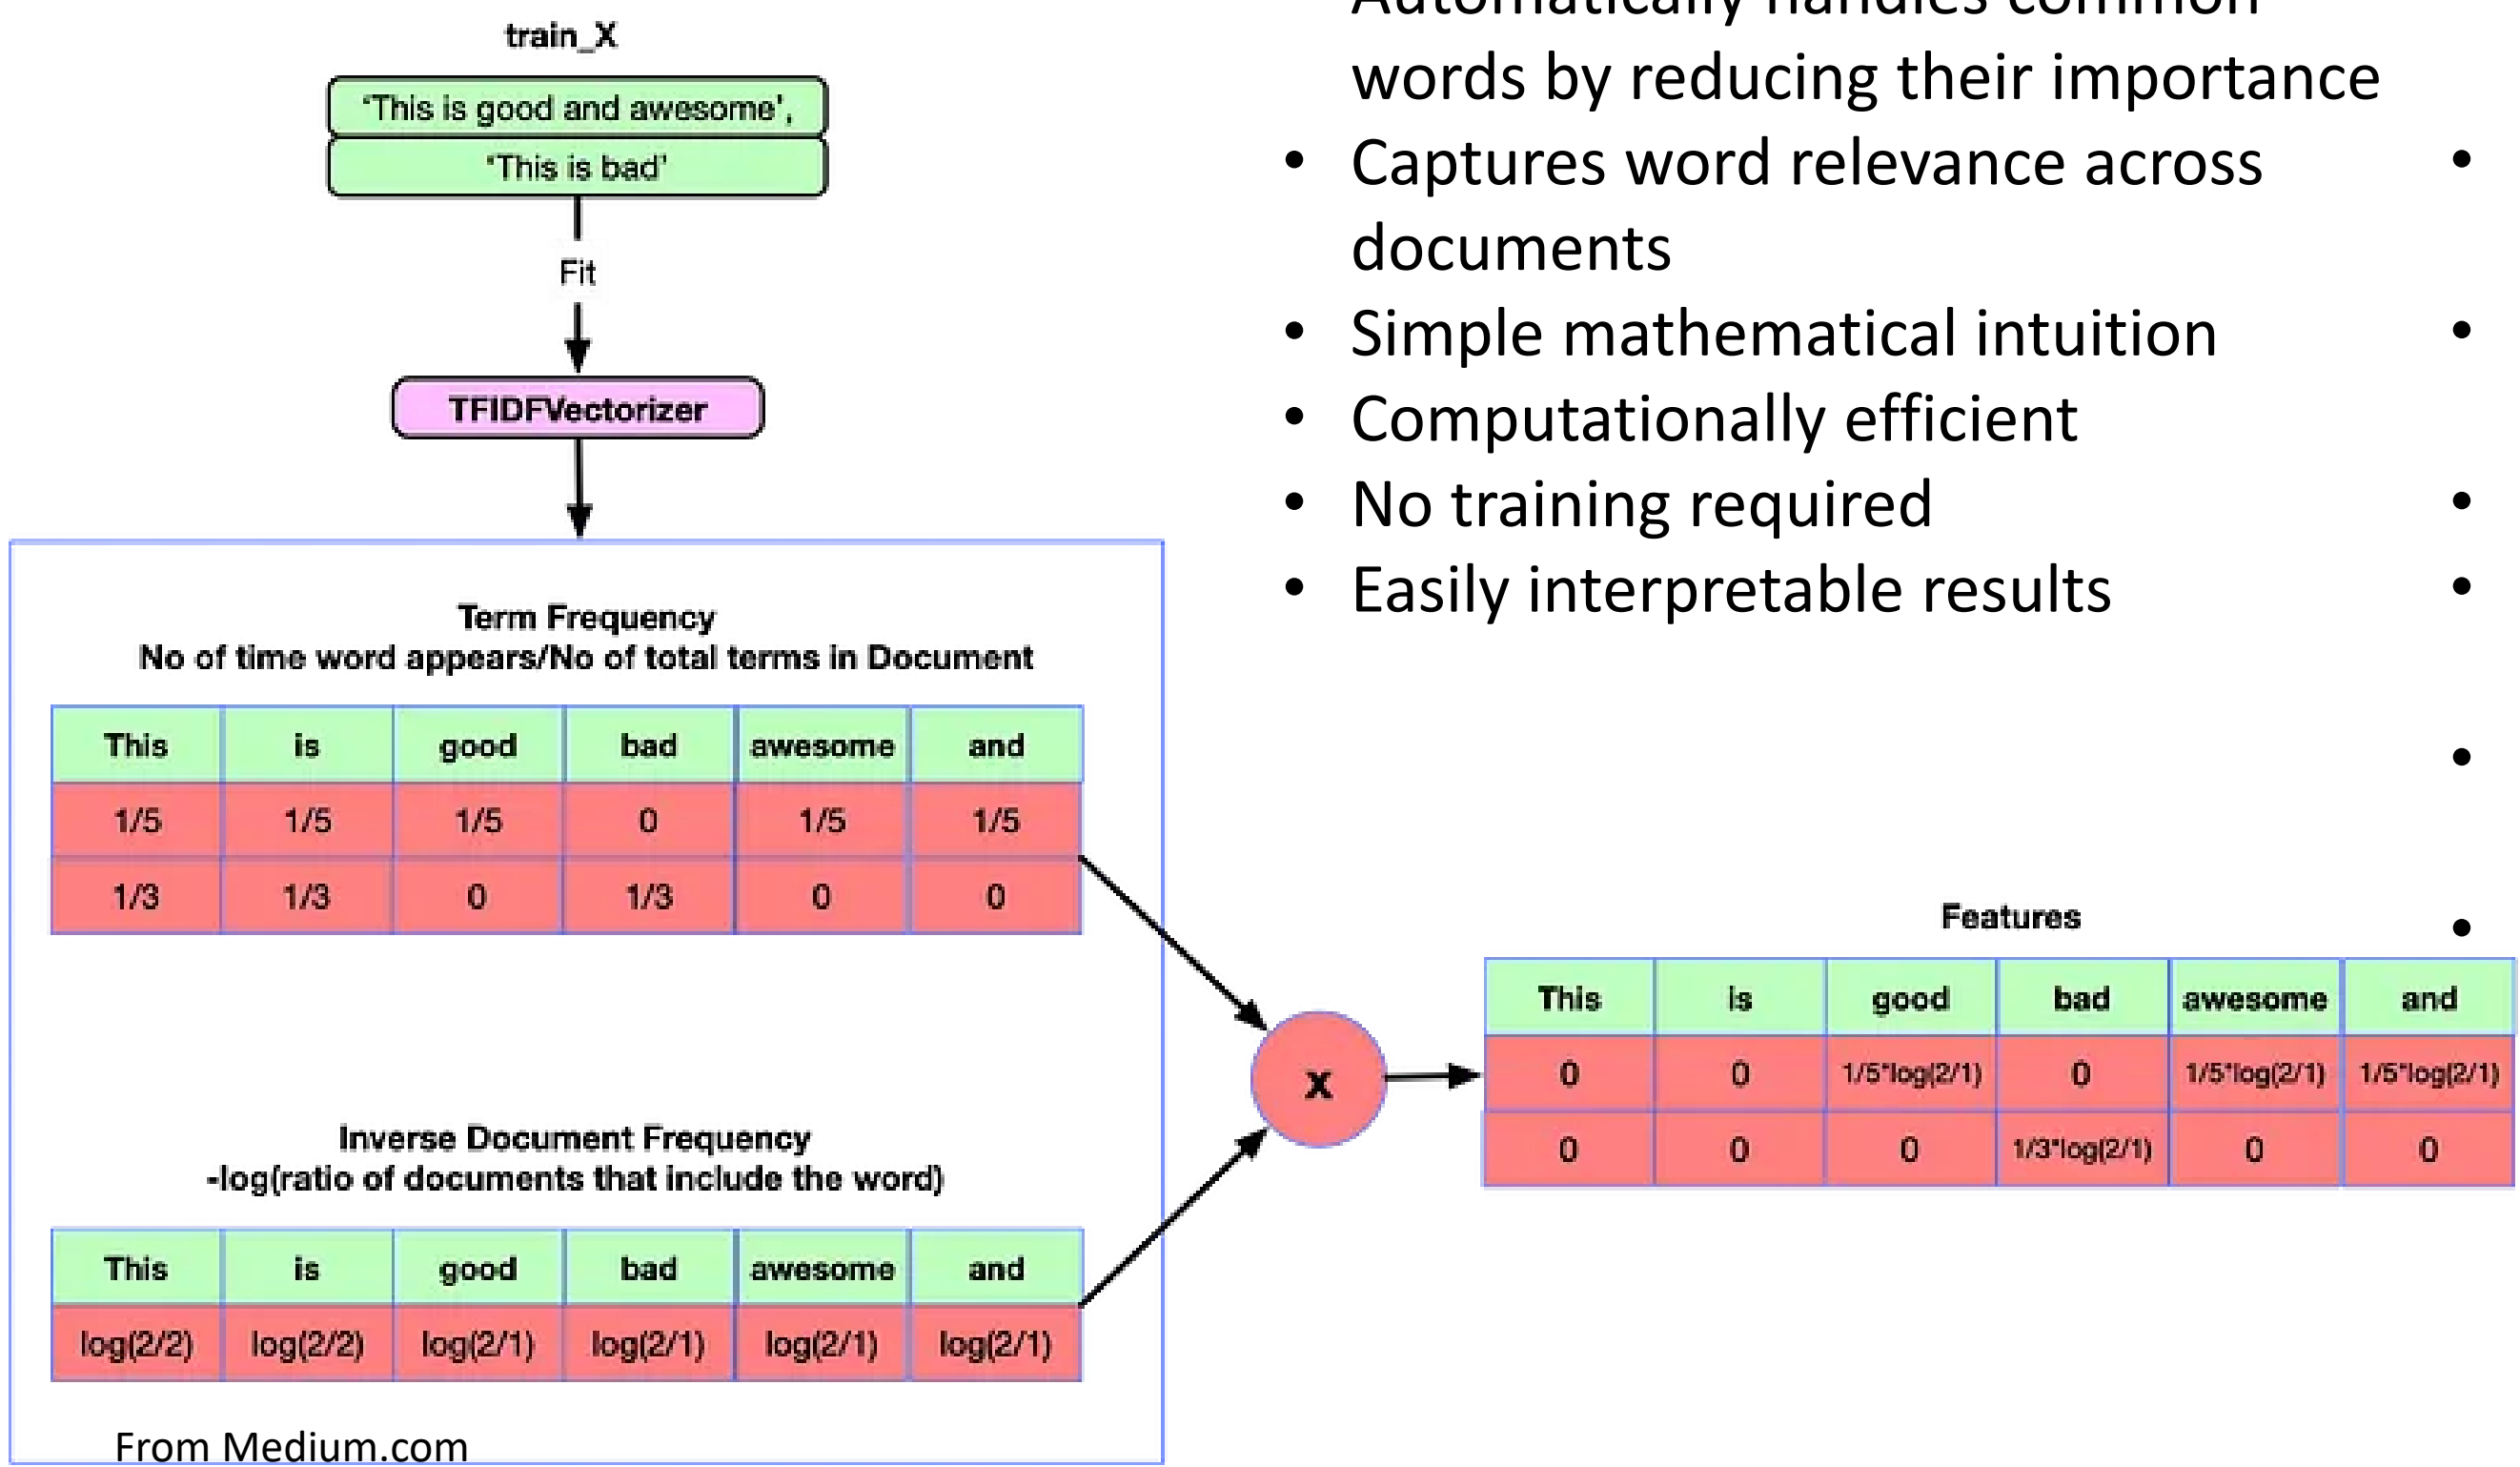 train_X
‘This is good and awesome',
‘This is bad’
Fit
TFIDFVectorizer
Term Frequency
No of time word appears/No of total terms in Document
This is good bad awesome and
1/5 1/5 1/5 0 1/5 1/5
1/3 1/3 0 1/3 0 0
Inverse Document Frequency
-log(ratio of documents that include the word)
This is good bad awesome and
log(2/2) log(2/2) log(2/1) log(2/1) log(2/1) log(2/1)
From Medium.com
x
Automatically handles common
words by reducing their importance
• Captures word relevance across
documents
• Simple mathematical intuition
• Computationally efficient
• No training required
• Easily interpretable results
•
•
•
•
•
•
Features
This is good bad awesome and
0 0 1/5*log(2/1) 0 1/5*log(2/1) 1/5*log(2/1)
0 0 0 1/3*log(2/1) 0 0